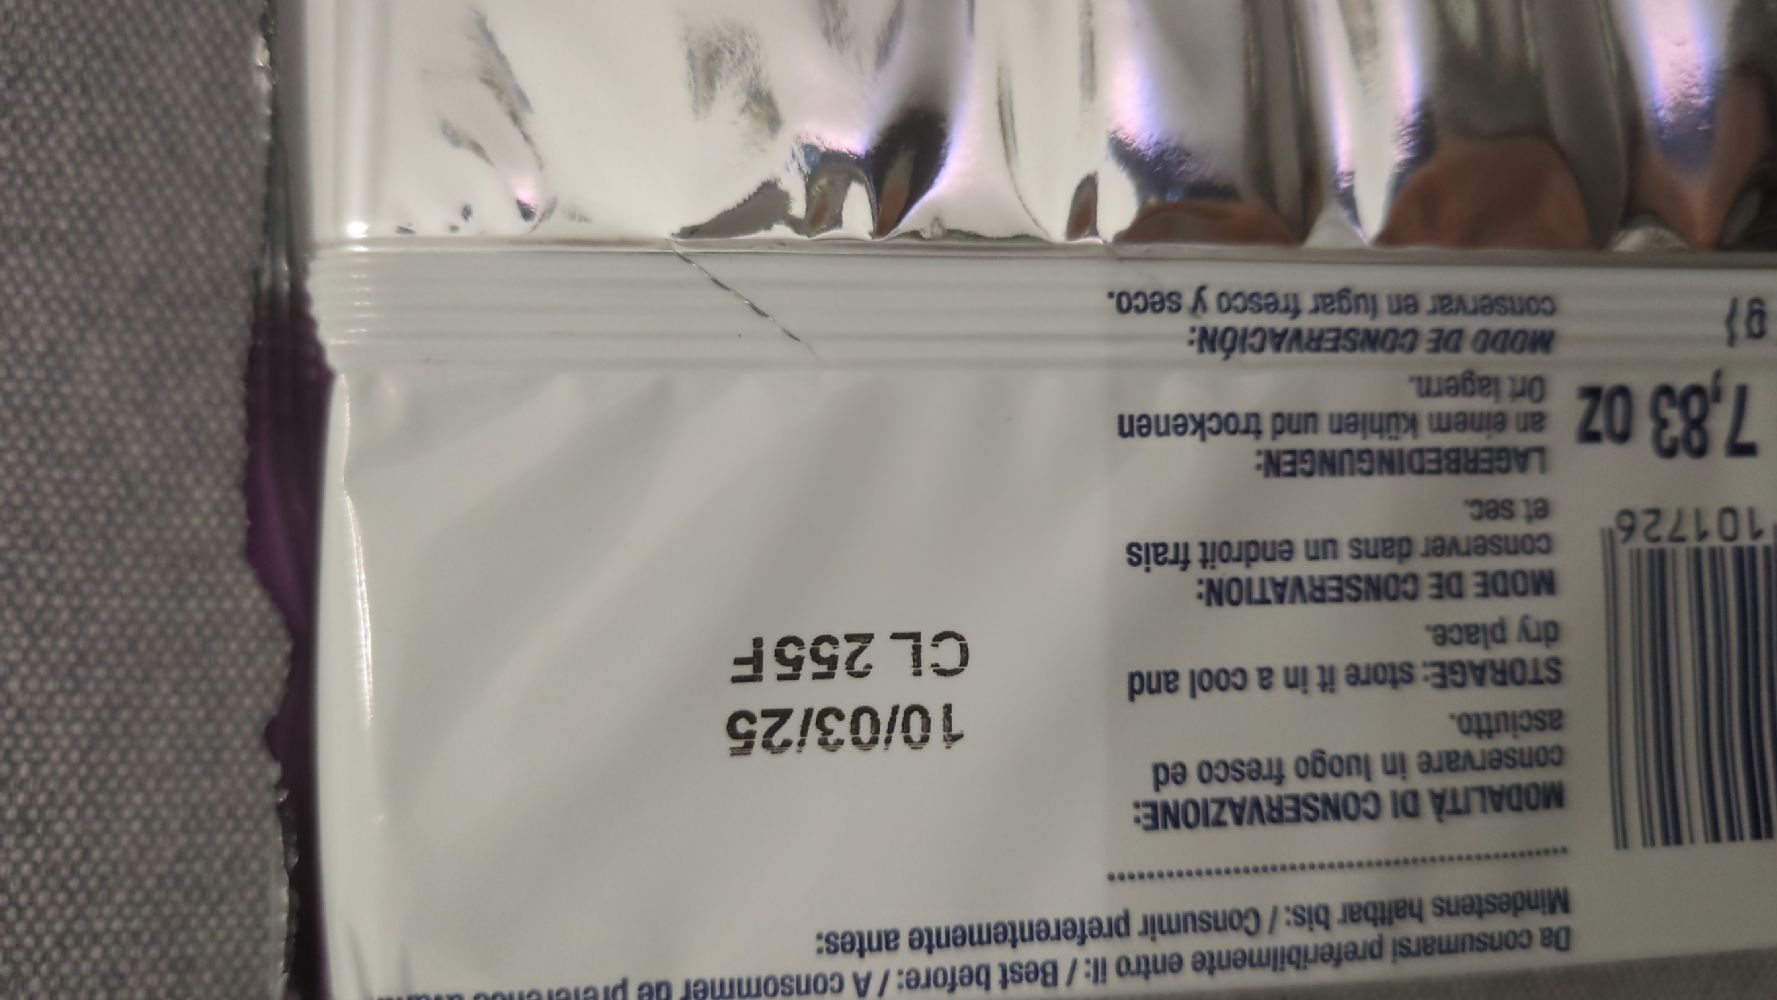 Da consumarsi preferibilmente entro il: / Best before: / A consommer de préférence
Mindestens haltbar bis: / Consumir preferentemente antes:
MODALITÀ DI CONSERVAZIONE:
conservare in luogo fresco ed
asciutto.
STORAGE: store it in a cool and
dry place.
MODE DE CONSERVATION:
conserver dans un endroit frais
et sec.
LAGERBEDINGUNGEN:
an einem kühlen und trockenen
Ort lagern.
MODO DE CONSERVACIÓN:
conservar en lugar fresco y seco.
10/03/25
CL 255F
101726
7,83 OZ
g)